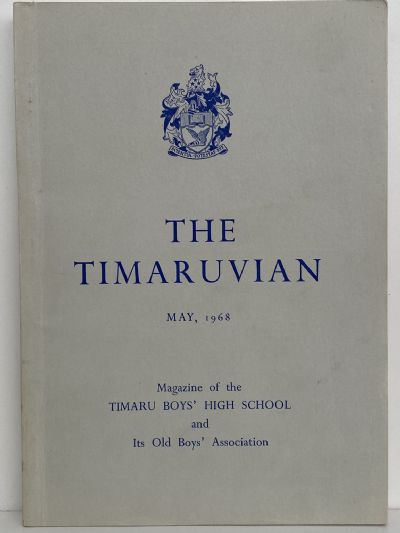 THE
TIMARUVIAN
MAY, 1968
Magazine of the
TIMARU BOYS' HIGH SCHOOL
and
Its Old Boys' Association